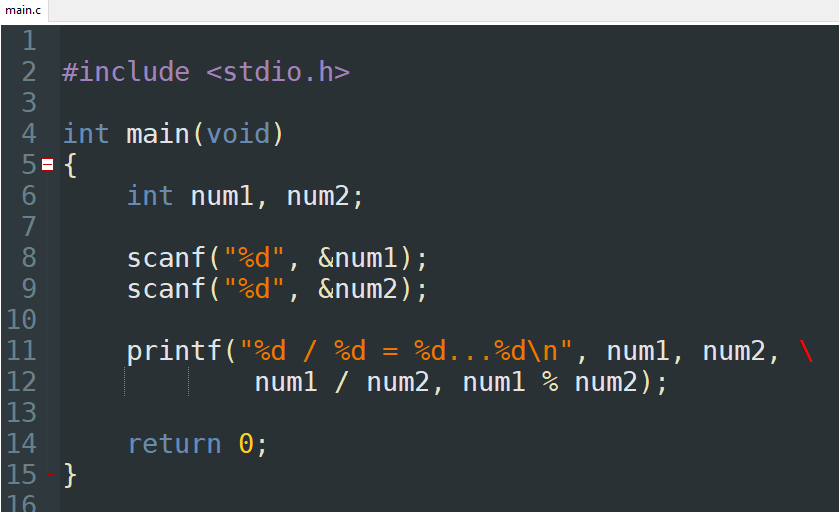 main.c
1
2 #include <stdio.h>
3
4 int main(void)
5 {
6     int num1, num2;
7
8     scanf("%d", &num1);
9     scanf("%d", &num2);
10
11     printf("%d / %d = %d...%d\n", num1, num2, \
12             num1 / num2, num1 % num2);
13
14     return 0;
15 }
16